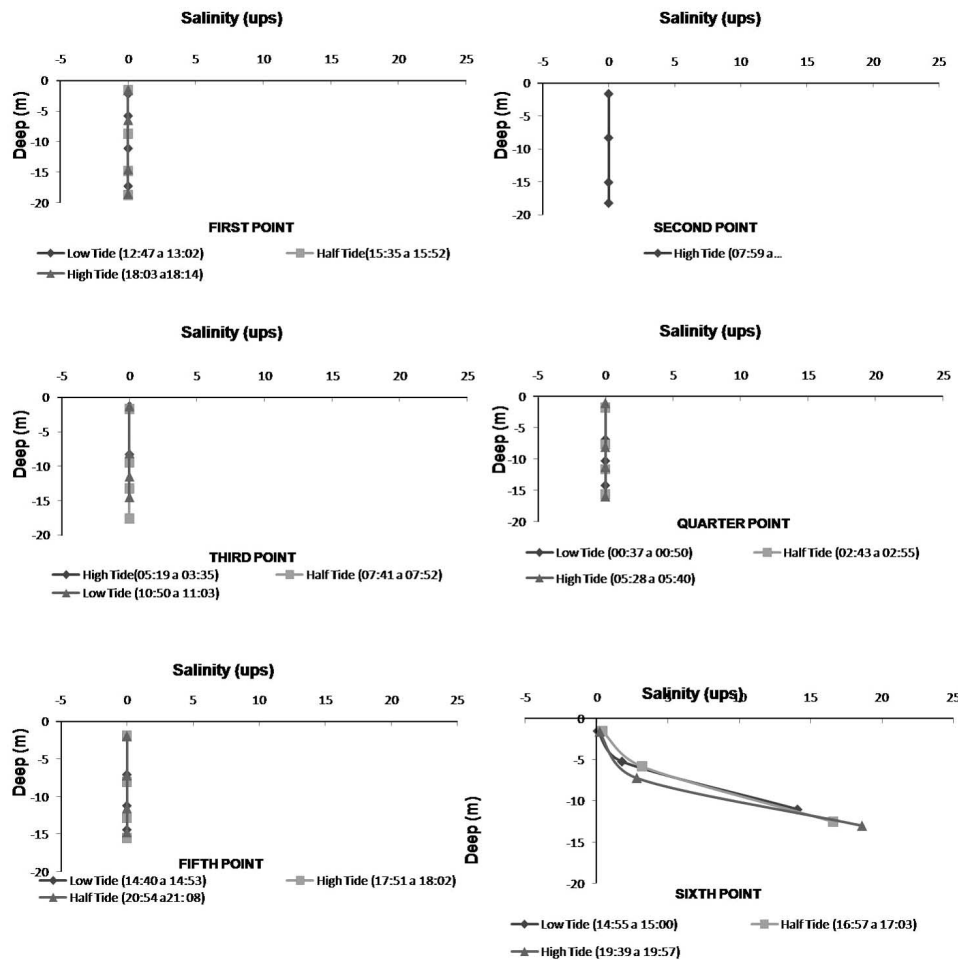 Salinity (ups)
-5 0 5 10 15 20 25
0
-5
-10
-15
-20
Deep (m)
FIRST POINT
Low Tide (12:47 a 13:02)
Half Tide(15:35 a 15:52)
High Tide (18:03 a18:14)
Salinity (ups)
-5 0 5 10 15 20 25
0
-5
-10
-15
-20
Deep (m)
SECOND POINT
High Tide (07:59 a...
Salinity (ups)
-5 0 5 10 15 20 25
0
-5
-10
-15
-20
Deep (m)
THIRD POINT
High Tide(05:19 a 03:35)
Half Tide (07:41 a 07:52)
Low Tide (10:50 a 11:03)
Salinity (ups)
-5 0 5 10 15 20 25
0
-5
-10
-15
-20
Deep (m)
QUARTER POINT
Low Tide (00:37 a 00:50)
Half Tide (02:43 a 02:55)
High Tide (05:28 a 05:40)
Salinity (ups)
-5 0 5 10 15 20 25
0
-5
-10
-15
-20
Deep (m)
FIFTH POINT
Low Tide (14:40 a 14:53)
High Tide (17:51 a 18:02)
Half Tide (20:54 a21: 08)
Salinity (ups)
0 5 10 15 20 25
0
-5
-10
-15
-20
Deep (m)
SIXTH POINT
Low Tide (14:55 a 15:00)
Half Tide (16:57 a 17:03)
High Tide (19:39 a 19:57)